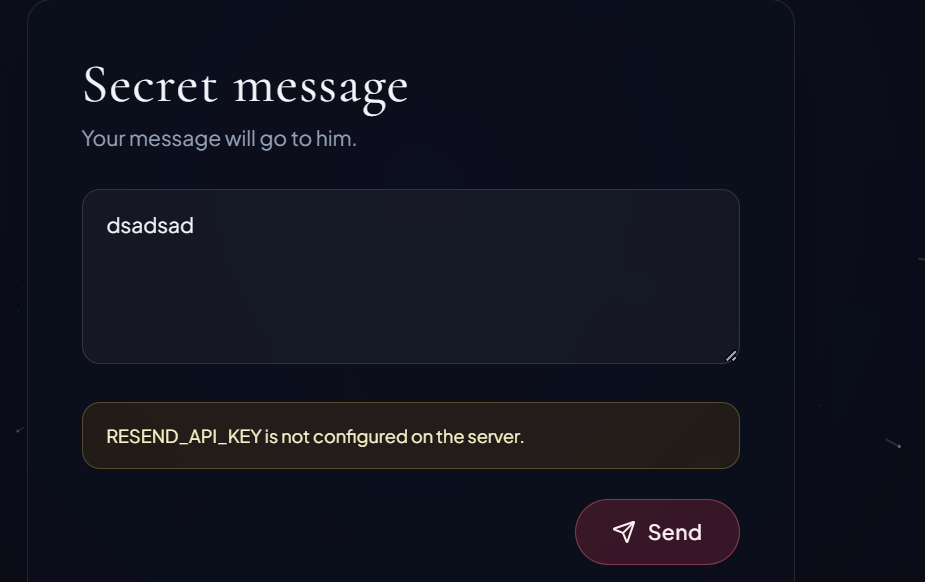 Secret message
Your message will go to him.
dsadsad
RESEND_API_KEY is not configured on the server.
Send